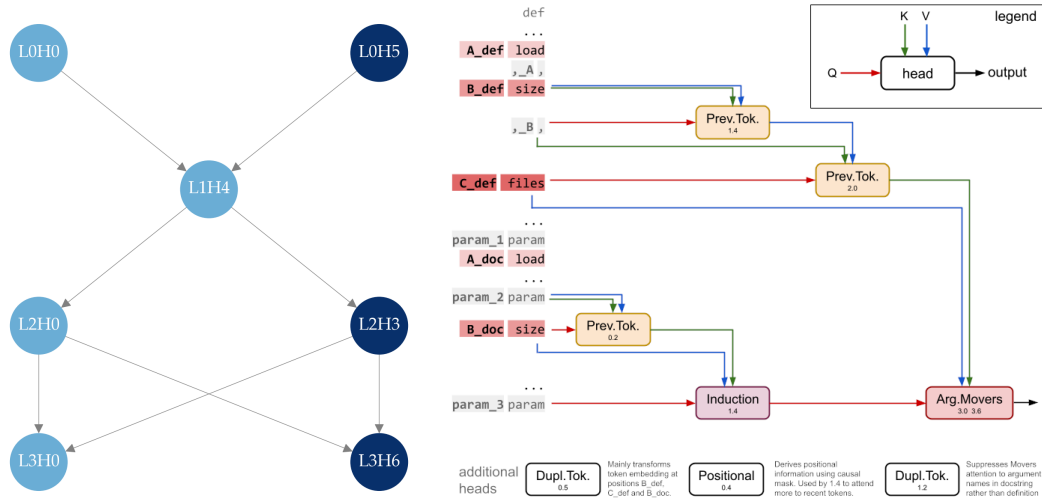 L0H0
L0H5
L1H4
L2H0
L2H3
L3H0
L3H6
def
...
A_def load
,_A ,
B_def size
,_B ,
C_def files
...
param_1 param
A_doc load
...
param_2 param
B_doc size
...
param_3 param
Prev.Tok.
1.4
Prev.Tok.
2.0
Prev.Tok.
0.2
Induction
1.4
Arg.Movers
3.0 3.6
legend
K V
Q
head
output
additional
heads
Dupl.Tok.
0.5
Mainly transforms
token embedding at
positions B_def,
C_def and B_doc.
Positional
0.4
Derives positional
information using causal
mask. Used by 1.4 to attend
more to recent tokens.
Dupl.Tok.
1.2
Suppresses Movers
attention to argument
names in docstring
rather than definition